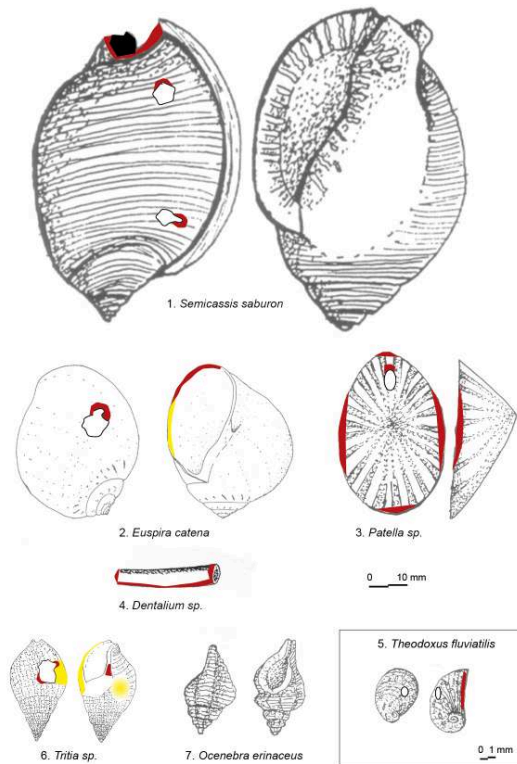 1. Semicassis saburon
2. Euspira catena
3. Patella sp.
4. Dentalium sp.
0 10 mm
5. Theodoxus fluviatilis
0 1 mm
6. Tritia sp.
7. Ocenebra erinaceus